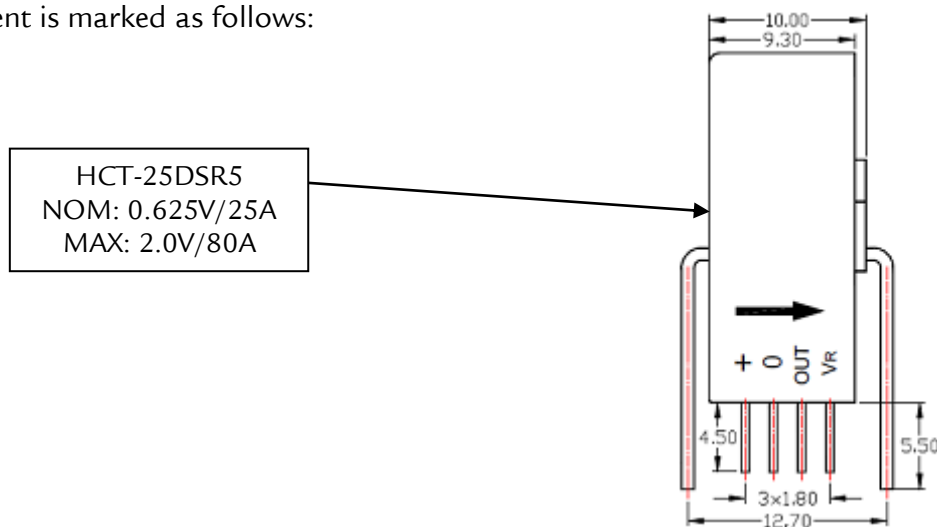 ent is marked as follows:
HCT-25DSR5
NOM: 0.625V/25A
MAX: 2.0V/80A
10.00
9.30
+ 0 OUT VR
4.50
5.50
3×1.80
12.70